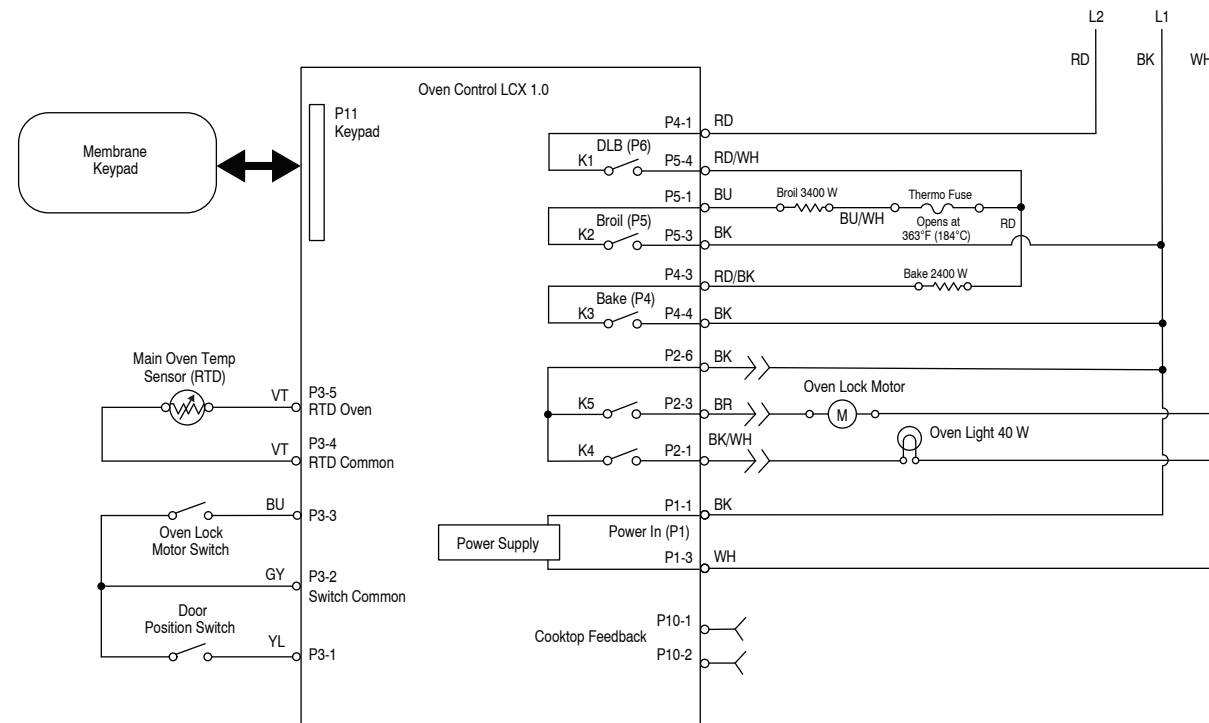 L2 L1
RD BK WH
Oven Control LCX 1.0
P11
Keypad
Membrane
Keypad
P4-1 RD
DLB (P6)
K1 P5-4 RD/WH
P5-1 BU Broil 3400 W Thermo Fuse
BU/WH
Opens at
363°F (184°C)
RD
Broil (P5)
K2 P5-3 BK
P4-3 RD/BK Bake 2400 W
Bake (P4)
K3 P4-4 BK
P2-6 BK
Main Oven Temp
Sensor (RTD)
VT P3-5
RTD Oven
Oven Lock Motor
K5 P2-3 BR M
VT P3-4
RTD Common
K4 P2-1 BK/WH Oven Light 40 W
BU P3-3
Oven Lock
Motor Switch
P1-1 BK
Power Supply Power In (P1)
P1-3 WH
GY P3-2
Switch Common
Door
Position Switch
YL P3-1
Cooktop Feedback
P10-1
P10-2